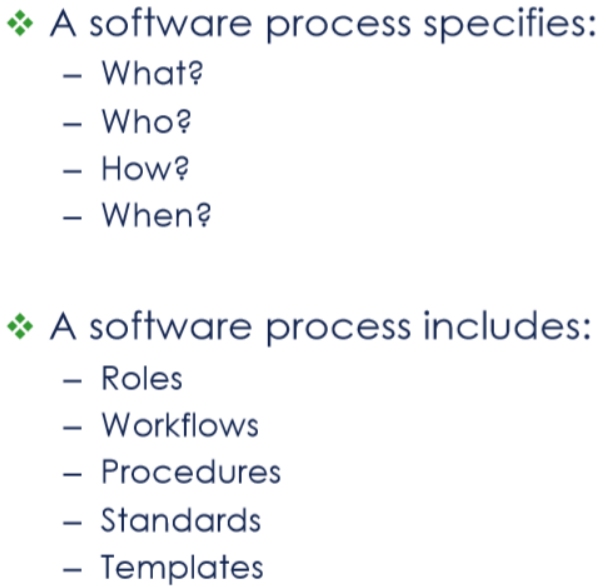 ❖ A software process specifies:
– What?
– Who?
– How?
– When?
❖ A software process includes:
– Roles
– Workflows
– Procedures
– Standards
– Templates